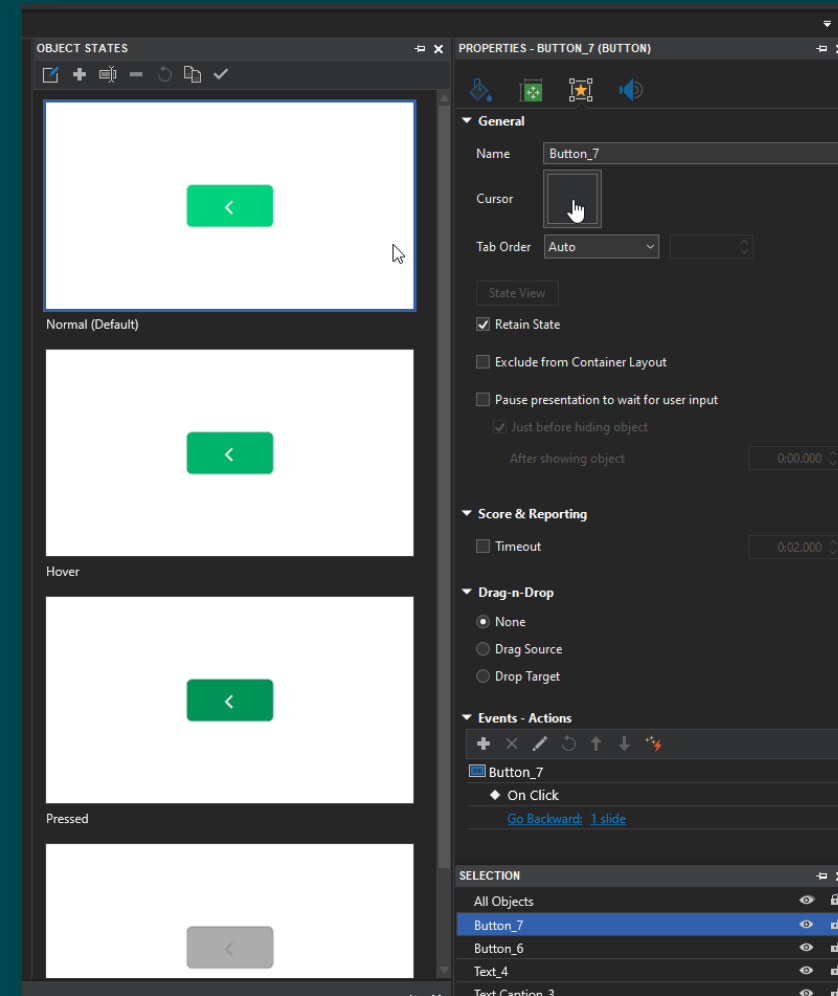 OBJECT STATES
Normal (Default)
Hover
Pressed
PROPERTIES - BUTTON_7 (BUTTON)
General
Name Button_7
Cursor
Tab Order Auto
State View
Retain State
Exclude from Container Layout
Pause presentation to wait for user input
Just before hiding object
After showing object 0:00.000
Score & Reporting
Timeout 0:02.000
Drag-n-Drop
None
Drag Source
Drop Target
Events - Actions
Button_7
On Click
Go Backward: 1 slide
SELECTION
All Objects
Button_7
Button_6
Text_4
Text Caption_3